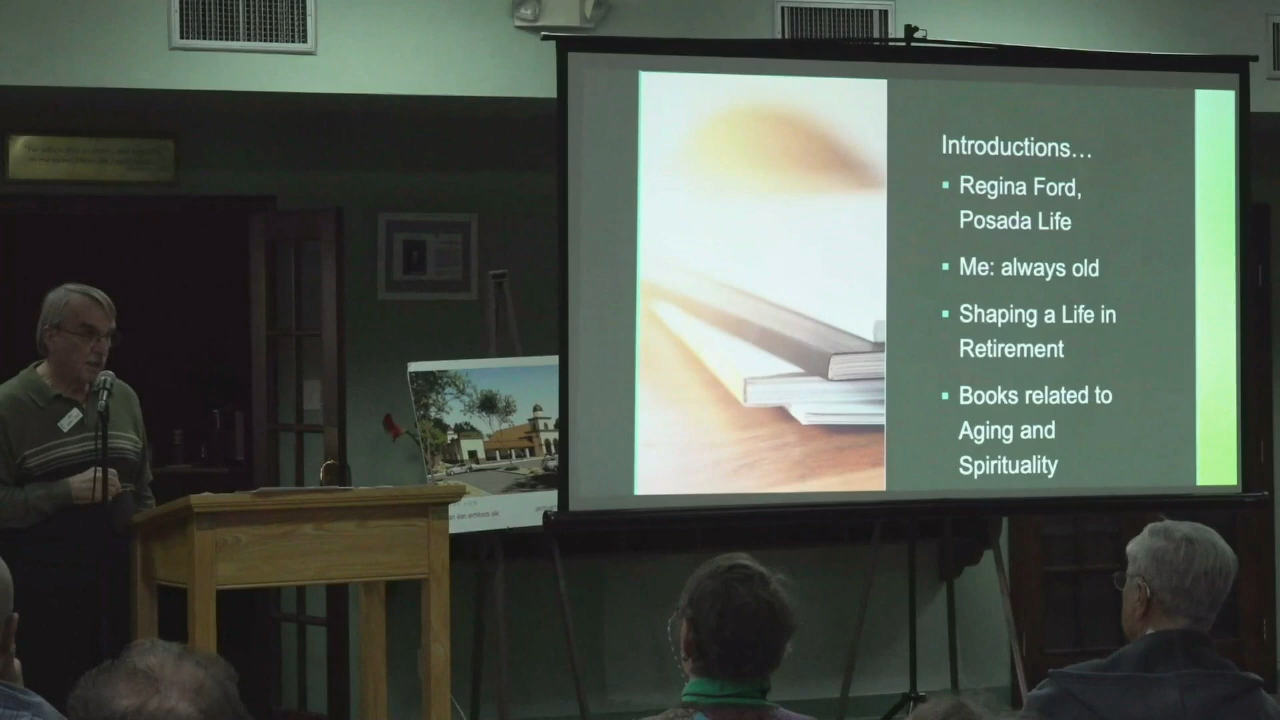 Introductions...
▪ Regina Ford,
Posada Life
▪ Me: always old
▪ Shaping a Life in
Retirement
▪ Books related to
Aging and
Spirituality